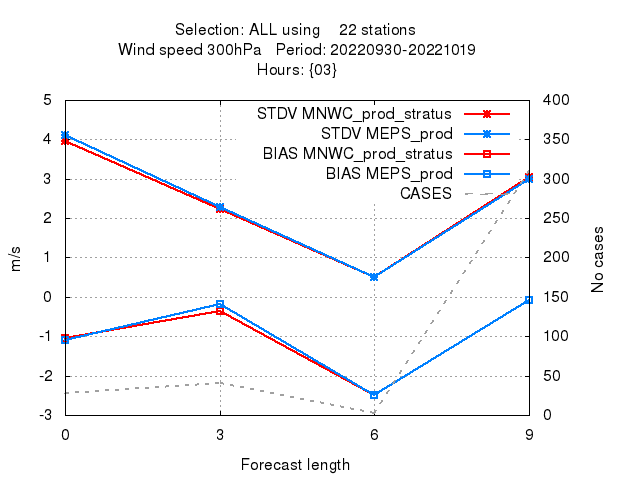 Selection: ALL using    22 stations
Wind speed 300hPa   Period: 20220930-20221019
Hours: {03}
5
4
3
2
1
0
-1
-2
-3
m/s
STDV MNWC_prod_stratus
STDV MEPS_prod
BIAS MNWC_prod_stratus
BIAS MEPS_prod
CASES
400
350
300
250
200
150
100
50
0
No cases
0 3 6 9
Forecast length